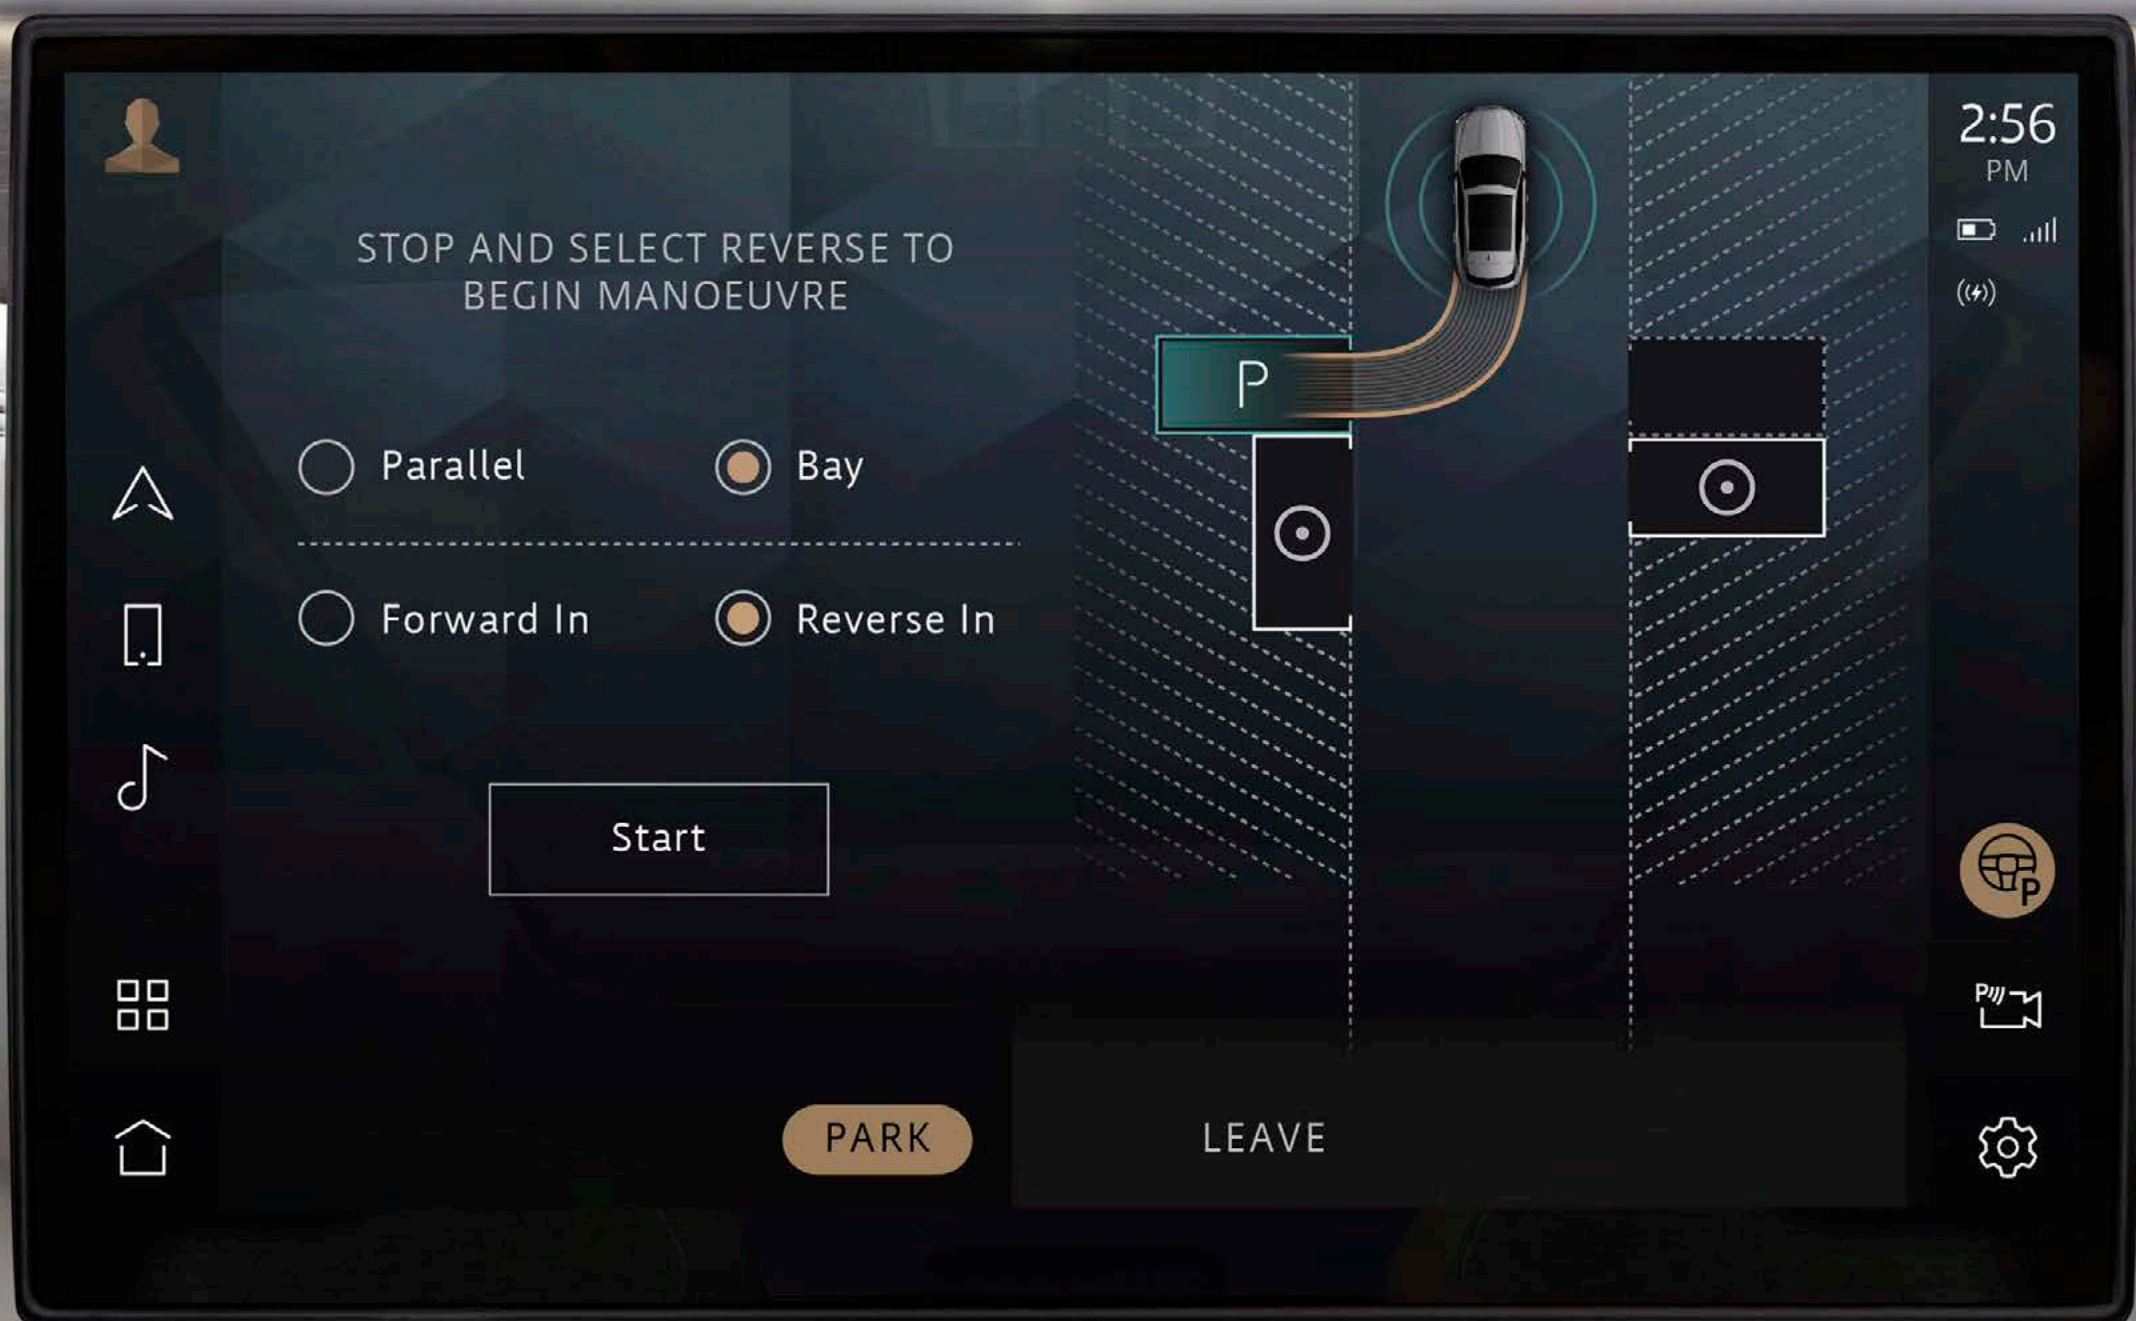 2:56
PM
STOP AND SELECT REVERSE TO
BEGIN MANOEUVRE
P
Parallel
Bay
Forward In
Reverse In
Start
P
P
PARK
LEAVE